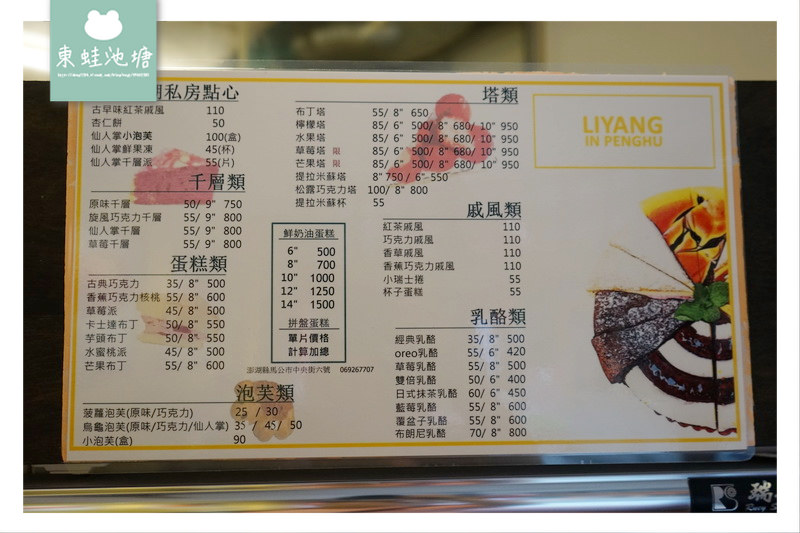 東蛙池塘
私房點心
古早味紅茶戚風 110
杏仁餅 50
仙人掌小泡芙 100(盒)
仙人掌鮮果凍 45(杯)
仙人掌千層派 55(片)
千層類
原味千層 50/ 9" 750
旋風巧克力千層 55/ 9" 800
仙人掌千層 55/ 9" 800
草莓千層 55/ 9" 800
蛋糕類
古典巧克力 35/ 8" 500
香蕉巧克力核桃 55/ 8" 600
草莓派 45/ 8" 500
卡士達布丁 50/ 8" 550
芋頭布丁 50/ 8" 550
水蜜桃派 45/ 8" 500
芒果布丁 55/ 8" 600
泡芙類
菠蘿泡芙(原味/巧克力) 25 / 30
烏龜泡芙(原味/巧克力/仙人掌) 35 / 45/ 50
小泡芙(盒) 90
鮮奶油蛋糕
6" 500
8" 700
10" 1000
12" 1250
14" 1500
拼盤蛋糕
單片價格
計算加總
澎湖縣馬公市中央街六號 069267707
塔類
布丁塔 55/ 8" 650
檸檬塔 85/ 6" 500/ 8" 680/ 10" 950
水果塔 85/ 6" 500/ 8" 680/ 10" 950
草莓塔 限 85/ 6" 500/ 8" 680/ 10" 950
芒果塔 限 85/ 6" 500/ 8" 680/ 10" 950
提拉米蘇塔 8" 750 / 6" 550
松露巧克力塔 100/ 8" 800
提拉米蘇杯 55
戚風類
紅茶戚風 110
巧克力戚風 110
香草戚風 110
香蕉巧克力戚風 110
小瑞士捲 55
杯子蛋糕 55
乳酪類
經典乳酪 35/ 8" 500
oreo乳酪 55/ 6" 420
草莓乳酪 55/ 8" 500
雙倍乳酪 50/ 6" 400
日式抹茶乳酪 60/ 6" 450
藍莓乳酪 55/ 8" 600
覆盆子乳酪 55/ 8" 600
布朗尼乳酪 70/ 8" 800
LIYANG
IN PENGHU
瑞